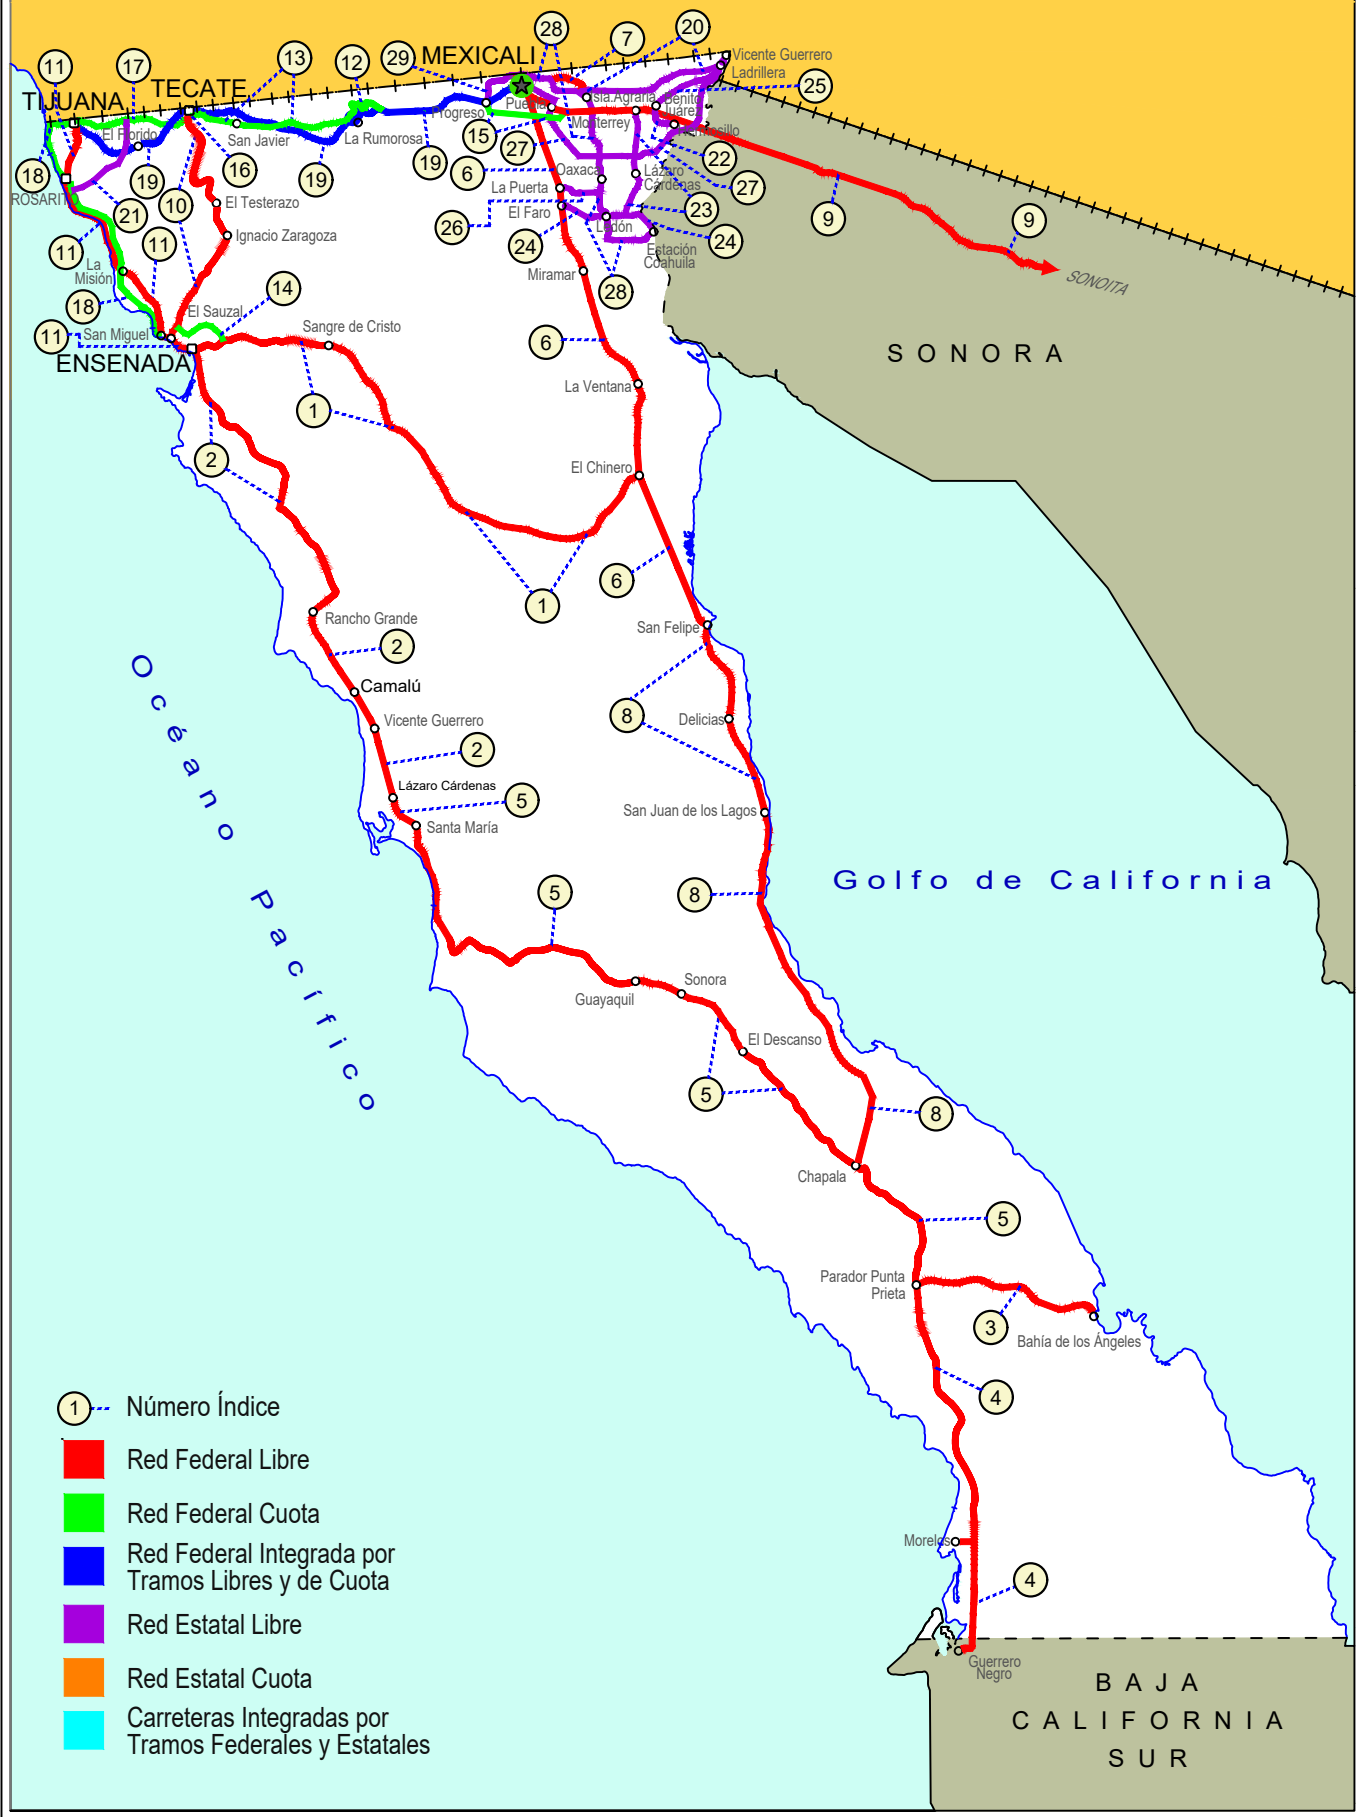 28
7
20
MEXICALI
Vicente Guerrero
Ladrillera
11
17
13
12
29
25
TECATE
TIJUANA
Isla.Agraria
Benito
Juárez
Progreso
Puebla
El Florido
San Javier
La Rumorosa
Monterrey
Hermosillo
15
27
22
18
19
16
19
19
6
Oaxaca
Lázaro
Cárdenas
La Puerta
27
ROSARITO
10
El Testerazo
El Faro
21
23
9
9
26
Ledón
24
24
Ignacio Zaragoza
11
11
Estación
Coahuila
La
Misión
Miramar
SONOITA
14
28
18
El Sauzal
11
San Miguel
Sangre de Cristo
6
SONORA
ENSENADA
La Ventana
1
2
El Chinero
6
1
Rancho Grande
San Felipe
2
Camalú
8
Delicias
Vicente Guerrero
2
Lázaro Cárdenas
5
San Juan de los Lagos
Santa María
Océano Pacífico
Golfo de California
5
8
Sonora
Guayaquil
El Descanso
5
8
Chapala
5
Parador Punta
Prieta
3
Bahía de los Ángeles
4
1
Número Índice
Red Federal Libre
Red Federal Cuota
Red Federal Integrada por
Tramos Libres y de Cuota
Red Estatal Libre
Red Estatal Cuota
Carreteras Integradas por
Tramos Federales y Estatales
Morelos
4
Guerrero
Negro
BAJA
CALIFORNIA
SUR